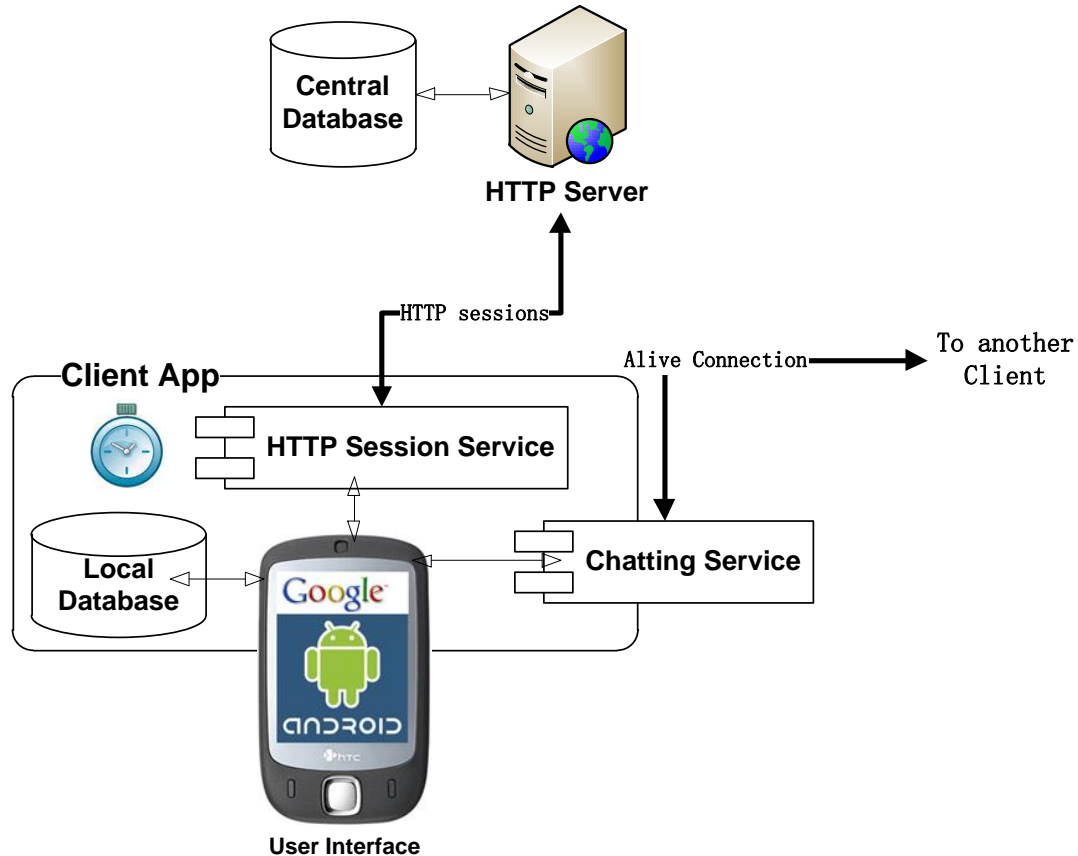 Central
Database
HTTP Server
HTTP sessions
Alive Connection
To another
Client
Client App
HTTP Session Service
Chatting Service
Local
Database
Google
ANDROID
hTC
User Interface